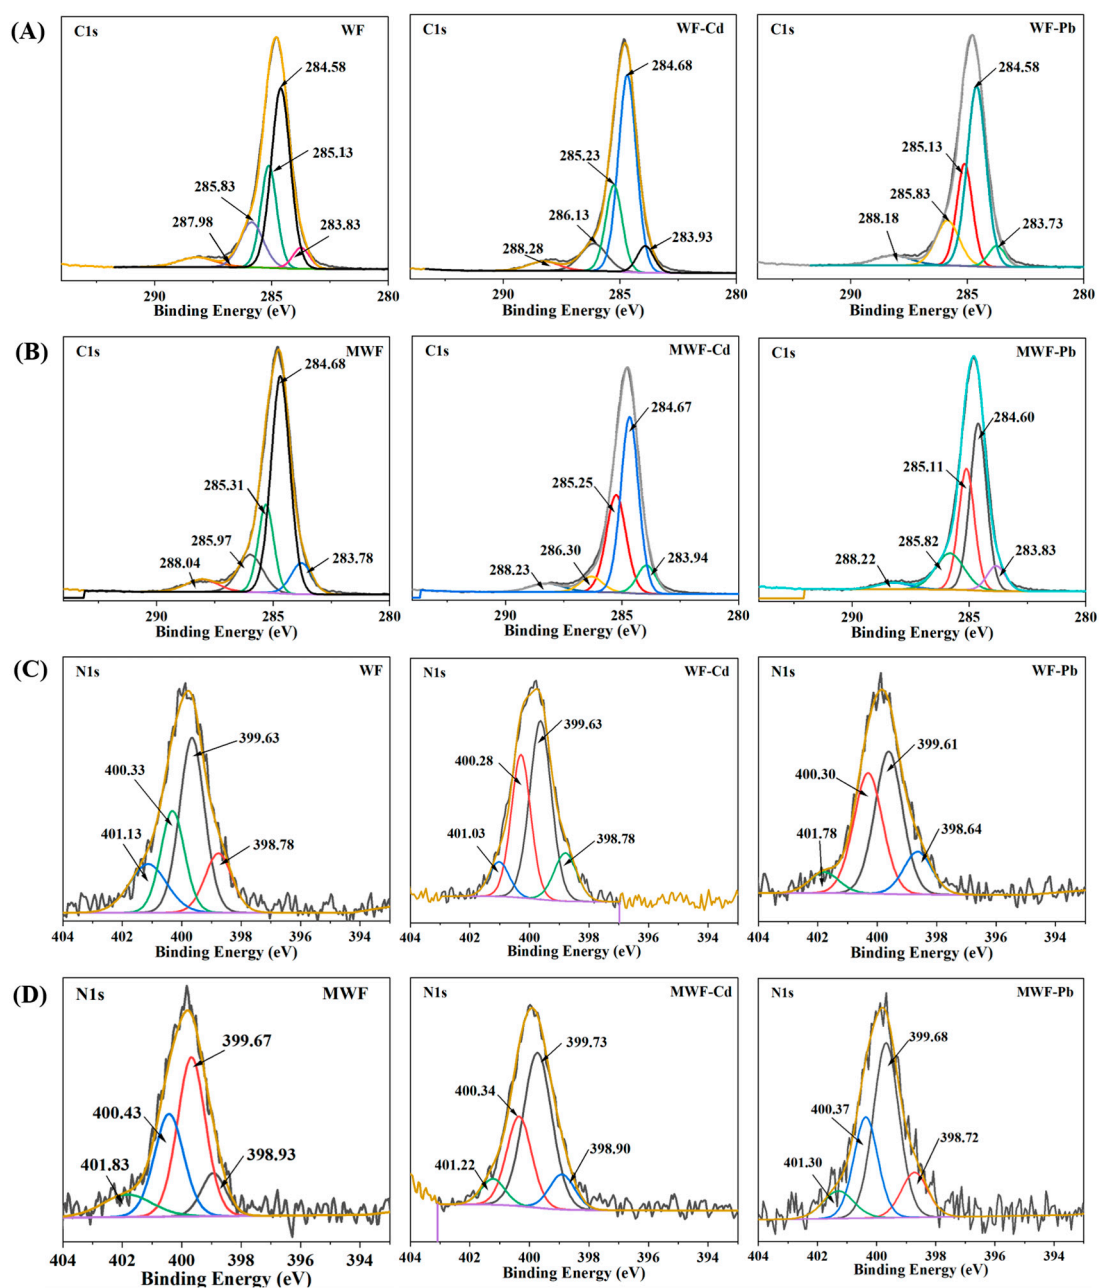 (A)
C1s WF
284.58
285.13
285.83
287.98
283.83
290 285 280
Binding Energy (eV)
C1s WF-Cd
284.68
285.23
286.13
288.28
283.93
290 285 280
Binding Energy (eV)
C1s WF-Pb
284.58
285.13
285.83
288.18
283.73
290 285 280
Binding Energy (eV)
(B)
C1s MWF
284.68
285.31
285.97
288.04
283.78
290 285 280
Binding Energy (eV)
C1s MWF-Cd
284.67
285.25
286.30
288.23
283.94
290 285 280
Binding Energy (eV)
C1s MWF-Pb
284.60
285.11
285.82
288.22
283.83
290 285 280
Binding Energy (eV)
(C)
N1s WF
399.63
400.33
401.13
398.78
404 402 400 398 396 394
Binding Energy (eV)
N1s WF-Cd
399.63
400.28
401.03
398.78
404 402 400 398 396 394
Binding Energy (eV)
N1s WF-Pb
399.61
400.30
401.78
398.64
404 402 400 398 396 394
Binding Energy (eV)
(D)
N1s MWF
399.67
400.43
401.83
398.93
404 402 400 398 396 394
Binding Energy (eV)
N1s MWF-Cd
399.73
400.34
401.22
398.90
404 402 400 398 396 394
Binding Energy (eV)
N1s MWF-Pb
399.68
400.37
401.30
398.72
404 402 400 398 396 394
Binding Energy (eV)